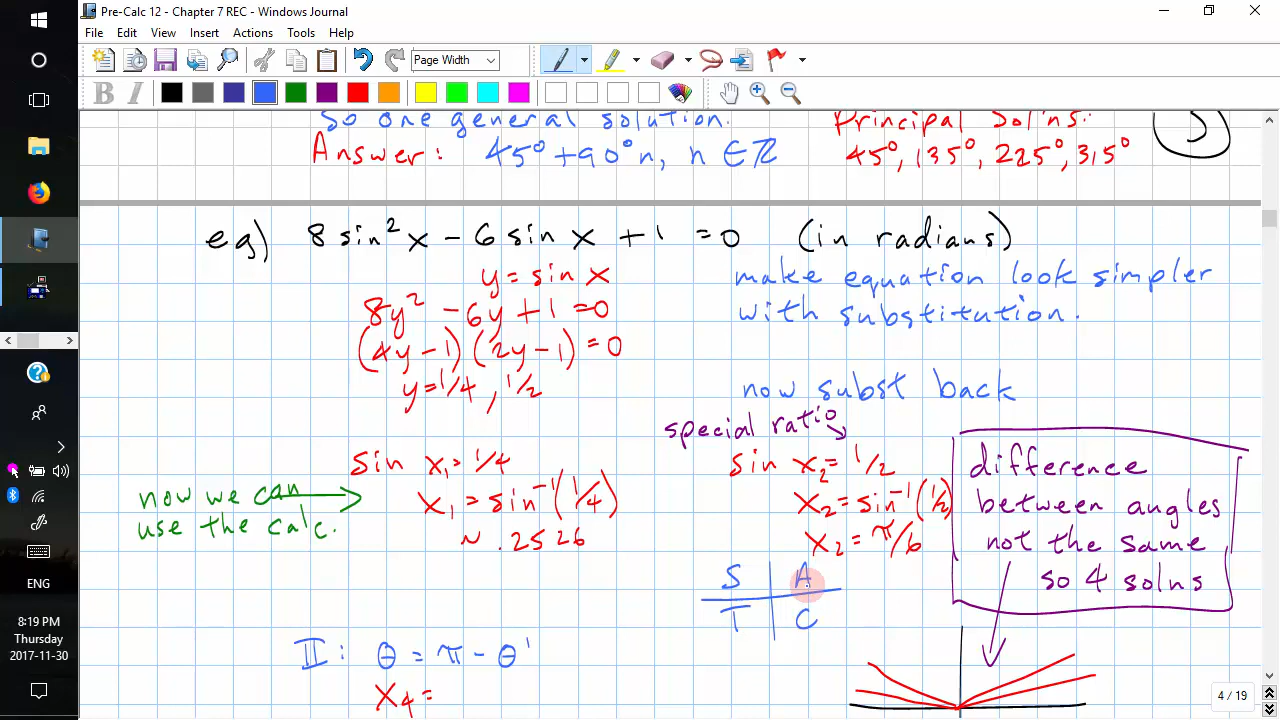 Pre-Calc 12 - Chapter 7 REC - Windows Journal
File Edit View Insert Actions Tools Help
Page Width
B I
So one general solution.
Answer: 45° + 90°n, n ∈ ℤ
Principal Sol'ns:
45°, 135°, 225°, 315°
eg) 8 sin² x - 6 sin x + 1 = 0 (in radians)
y = sin x
8y² - 6y + 1 = 0
(4y - 1)(2y - 1) = 0
y = 1/4, 1/2
make equation look simpler
with substitution.
now subst back
special ratio
sin x₁ = 1/4
x₁ = sin⁻¹(1/4)
~ .2526
now we can
use the calc.
sin x₂ = 1/2
x₂ = sin⁻¹(1/2)
x₂ = π/6
difference
between angles
not the same
so 4 solns
S A
T C
II: θ = π - θ'
x₄ =
ENG
8:19 PM
Thursday
2017-11-30
4 / 19